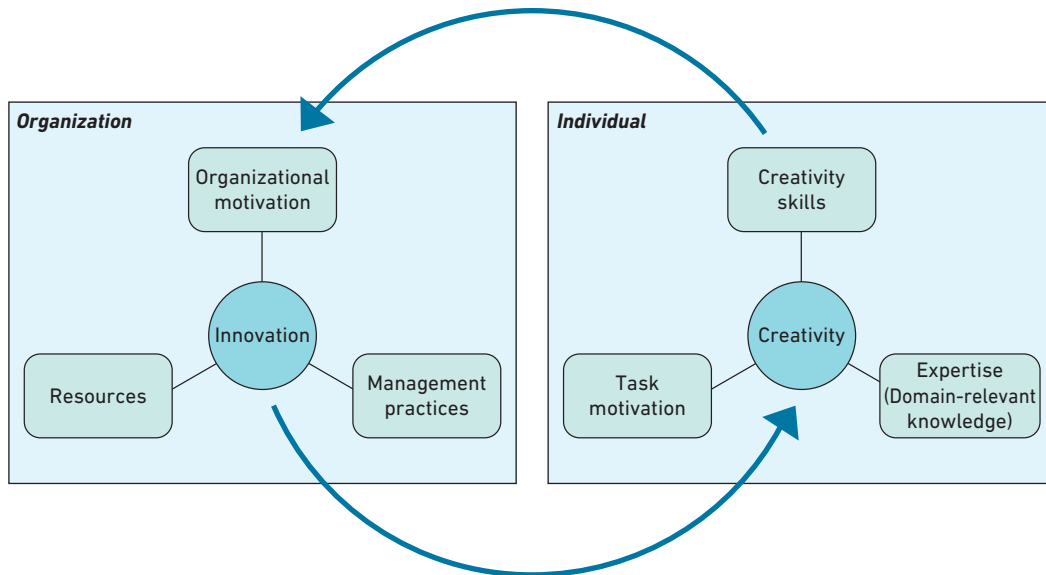 Organization
Organizational
motivation
Innovation
Resources
Management
practices
Individual
Creativity
skills
Creativity
Task
motivation
Expertise
(Domain-relevant
knowledge)